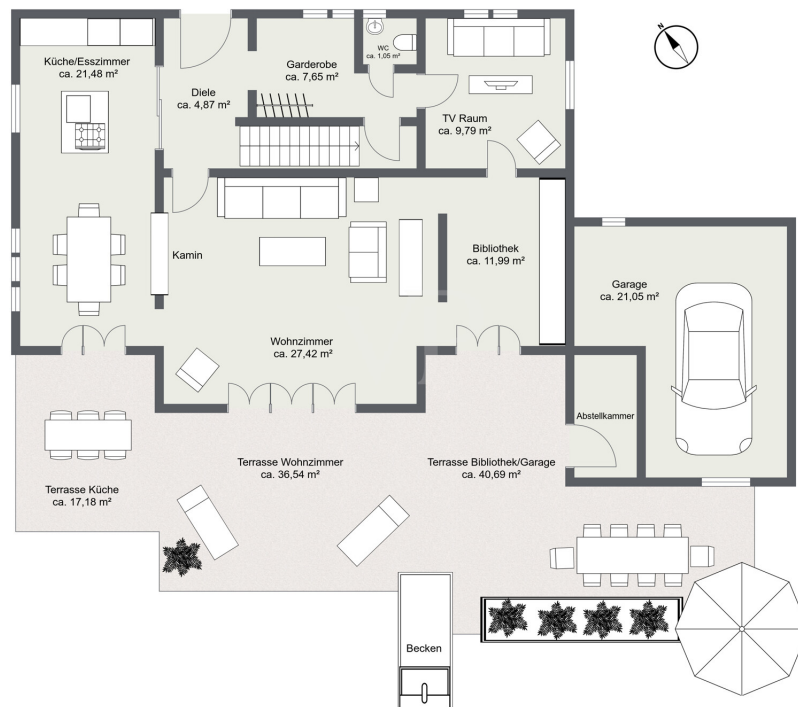 N
Küche/Esszimmer
ca. 21,48 m²
Diele
ca. 4,87 m²
Garderobe
ca. 7,65 m²
WC
ca. 1,05 m²
TV Raum
ca. 9,79 m²
Kamin
Bibliothek
ca. 11,99 m²
Wohnzimmer
ca. 27,42 m²
Garage
ca. 21,05 m²
Abstellkammer
Terrasse Küche
ca. 17,18 m²
Terrasse Wohnzimmer
ca. 36,54 m²
Terrasse Bibliothek/Garage
ca. 40,69 m²
Becken